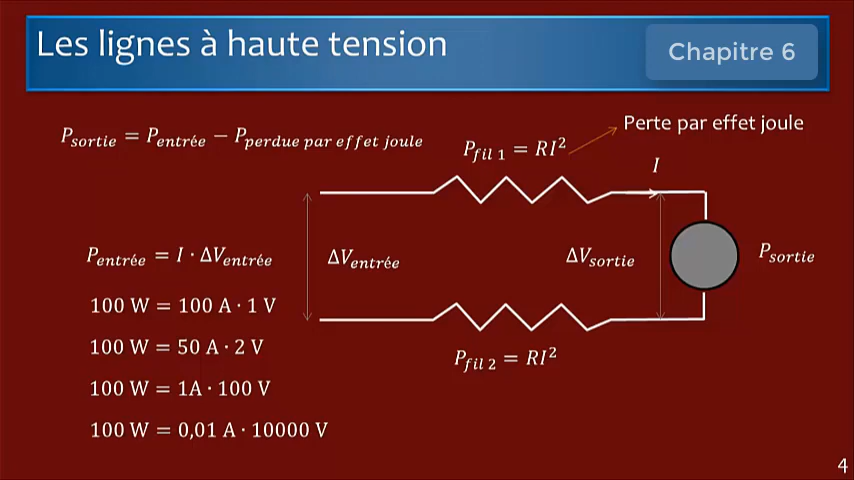 Les lignes à haute tension
Chapitre 6
P_sortie = P_entrée − P_perdue par effet joule
Perte par effet joule
P_fil 1 = RI²
I
P_entrée = I · ΔV_entrée
ΔV_entrée
ΔV_sortie
P_sortie
100 W = 100 A · 1 V
100 W = 50 A · 2 V
100 W = 1A · 100 V
100 W = 0,01 A · 10000 V
P_fil 2 = RI²
4